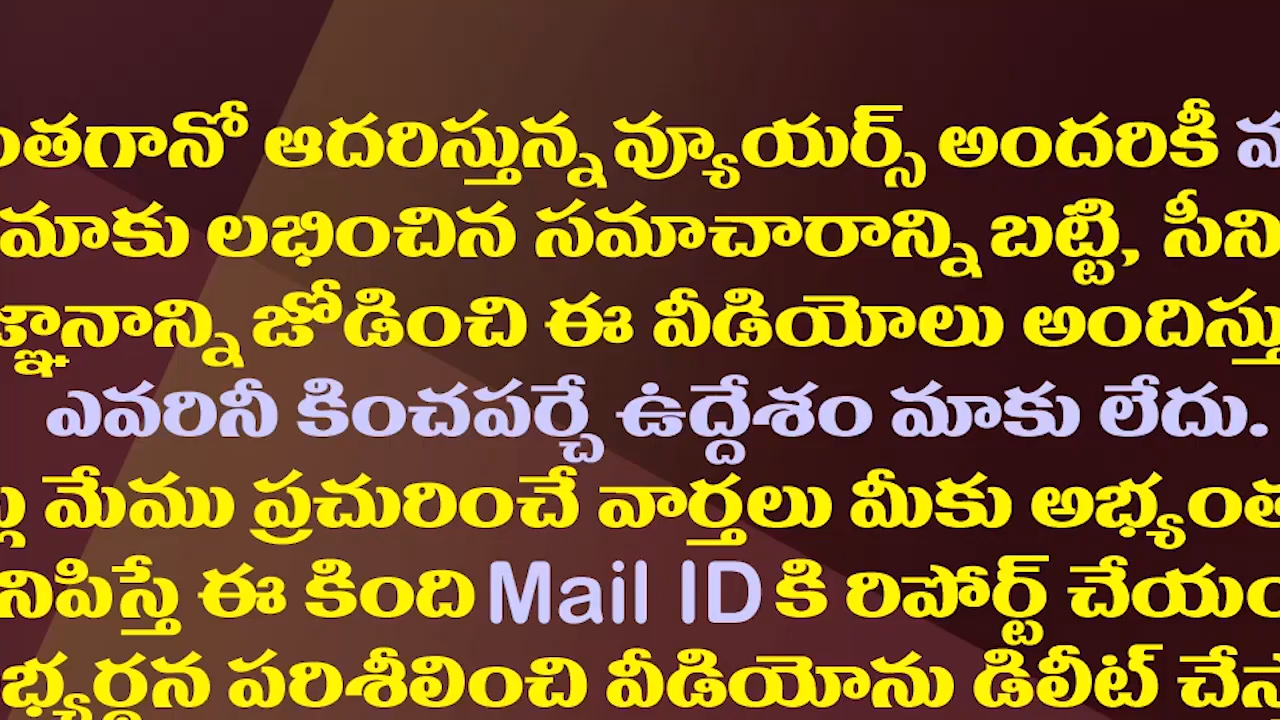 ఆదరిస్తున్న వ్యూయర్స్ అందరికీ
మాకు లభించిన సమాచారాన్ని బట్టి,
జోడించి ఈ వీడియోలు
ఎవరినీ కించపర్చే ఉద్దేశం మాకు లేదు.
మేము ప్రచురించే వార్తలు మీకు
ఈ కింది Mail ID కి రిపోర్ట్
పరిశీలించి వీడియోను డిలీట్